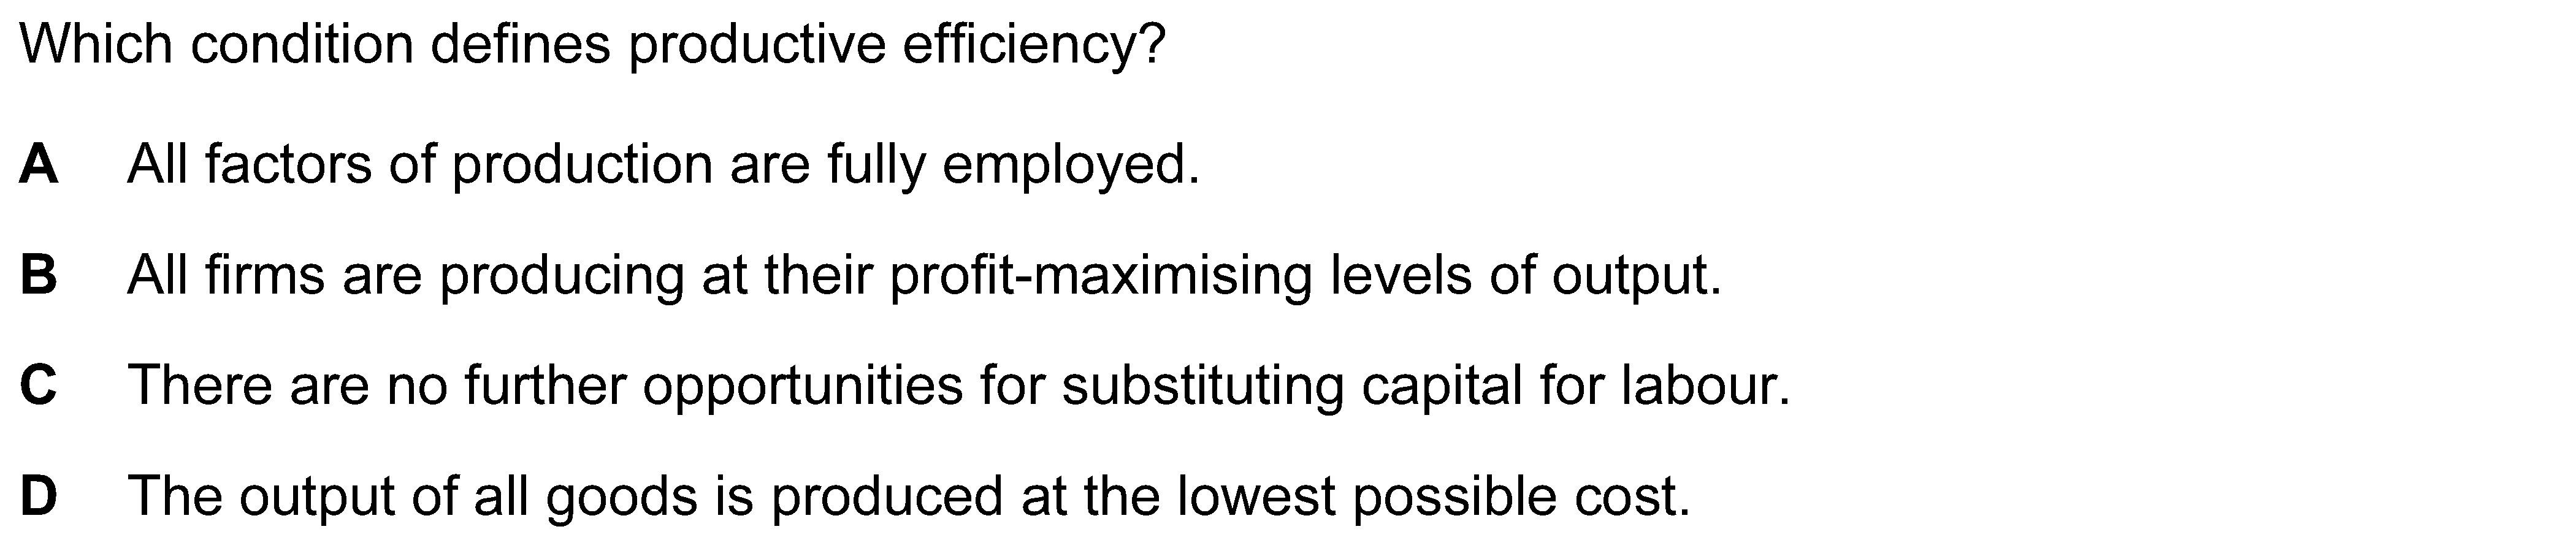 Which condition defines productive efficiency?
A All factors of production are fully employed.
B All firms are producing at their profit-maximising levels of output.
C There are no further opportunities for substituting capital for labour.
D The output of all goods is produced at the lowest possible cost.